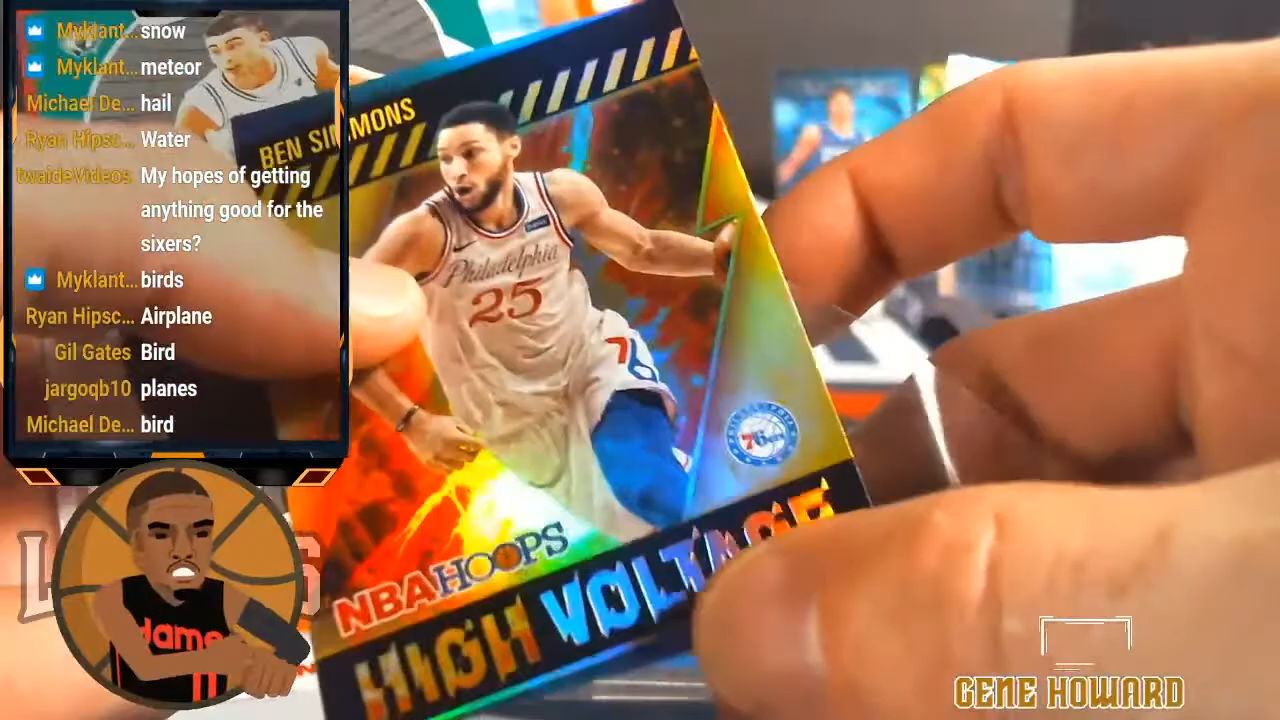 Myklant... snow
Myklant... meteor
Michael De... hail
Ryan Hipsc... Water
twaideVideos My hopes of getting
anything good for the
sixers?
Myklant... birds
Ryan Hipsc... Airplane
Gil Gates Bird
jargoqb10 planes
Michael De... bird
BEN SIMMONS
Philadelphia
25
76
76ers
NBA HOOPS
HIGH VOLTAGE
dame
GENE HOWARD